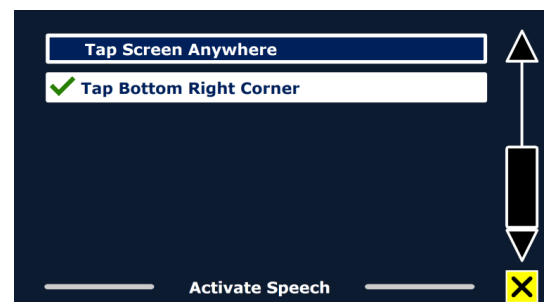 Tap Screen Anywhere
Tap Bottom Right Corner
Activate Speech